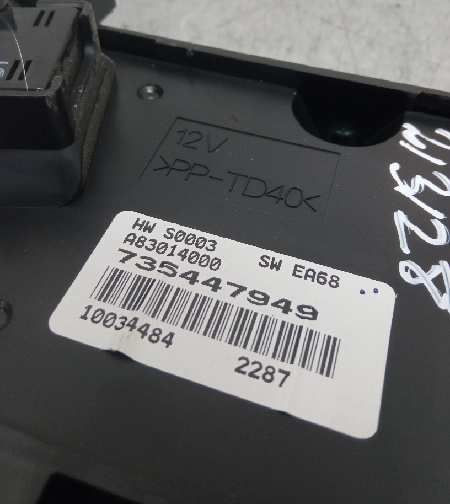 12V
>PP-TD40<
HW S0003 SW EA68
A83014000
735447949
10034484 2287